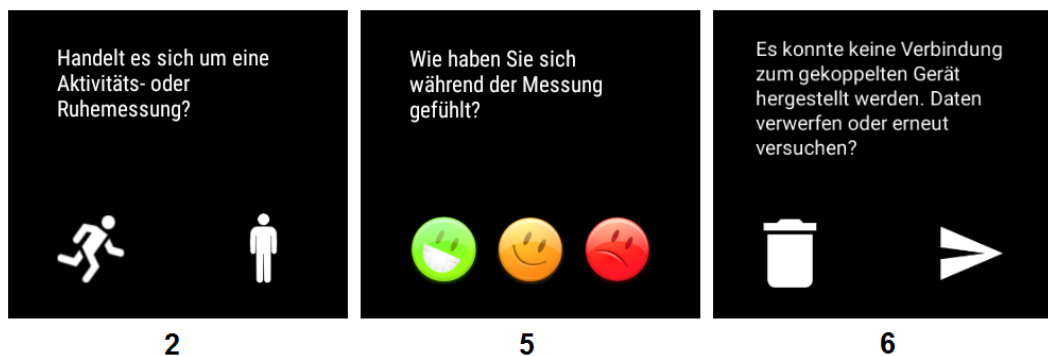 Handelt es sich um eine
Aktivitäts- oder
Ruhemessung?
2
Wie haben Sie sich
während der Messung
gefühlt?
5
Es konnte keine Verbindung
zum gekoppelten Gerät
hergestellt werden. Daten
verwerfen oder erneut
versuchen?
6